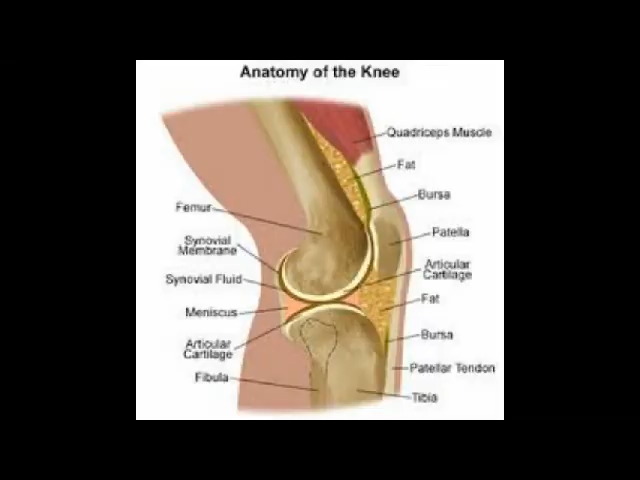 Anatomy of the Knee
Quadriceps Muscle
Fat
Bursa
Femur
Patella
Synovial
Membrane
Articular
Cartilage
Synovial Fluid
Fat
Meniscus
Bursa
Articular
Cartilage
Patellar Tendon
Fibula
Tibia